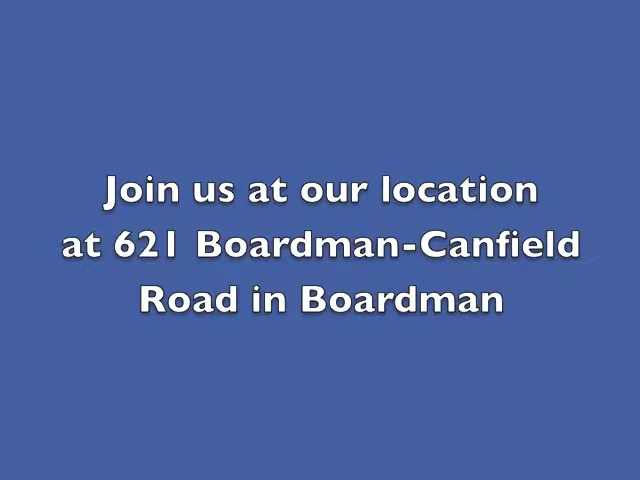 Join us at our location
at 621 Boardman-Canfield
Road in Boardman